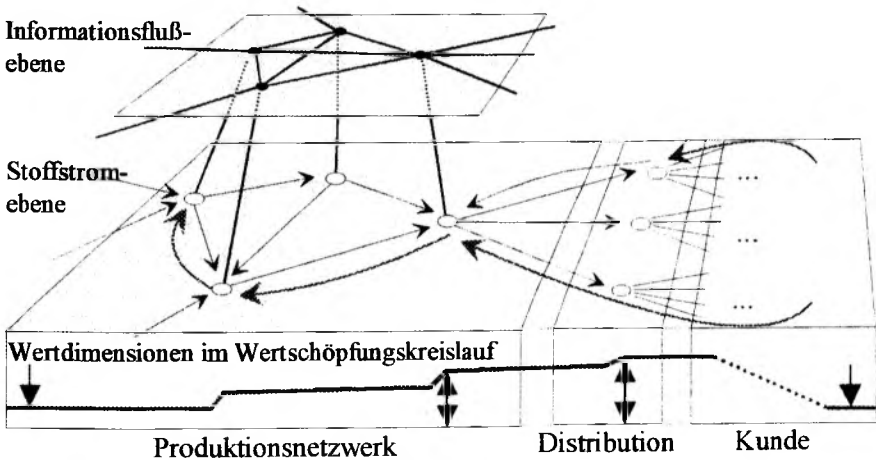 Informationsfluß-
ebene
Stoffstrom-
ebene
...
...
...
Wertdimensionen im Wertschöpfungskreislauf
Produktionsnetzwerk Distribution Kunde